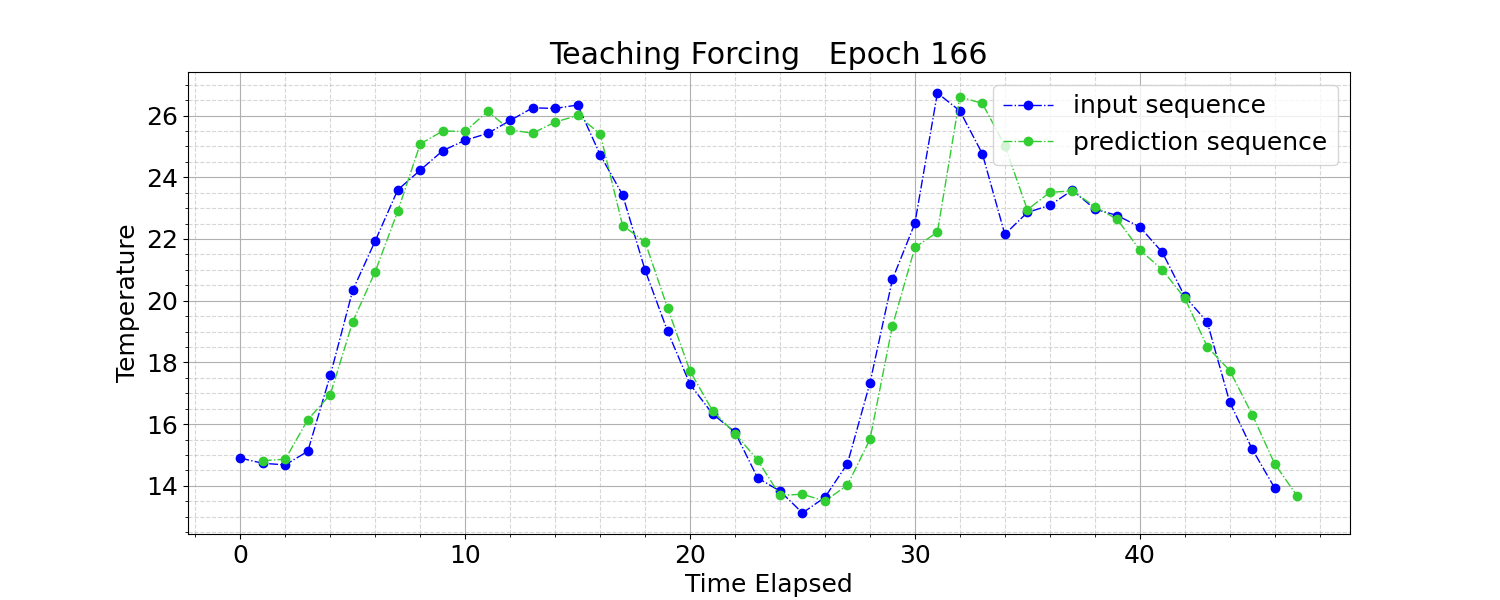 Teaching Forcing   Epoch 166
input sequence
prediction sequence
Temperature
26
24
22
20
18
16
14
0 10 20 30 40
Time Elapsed